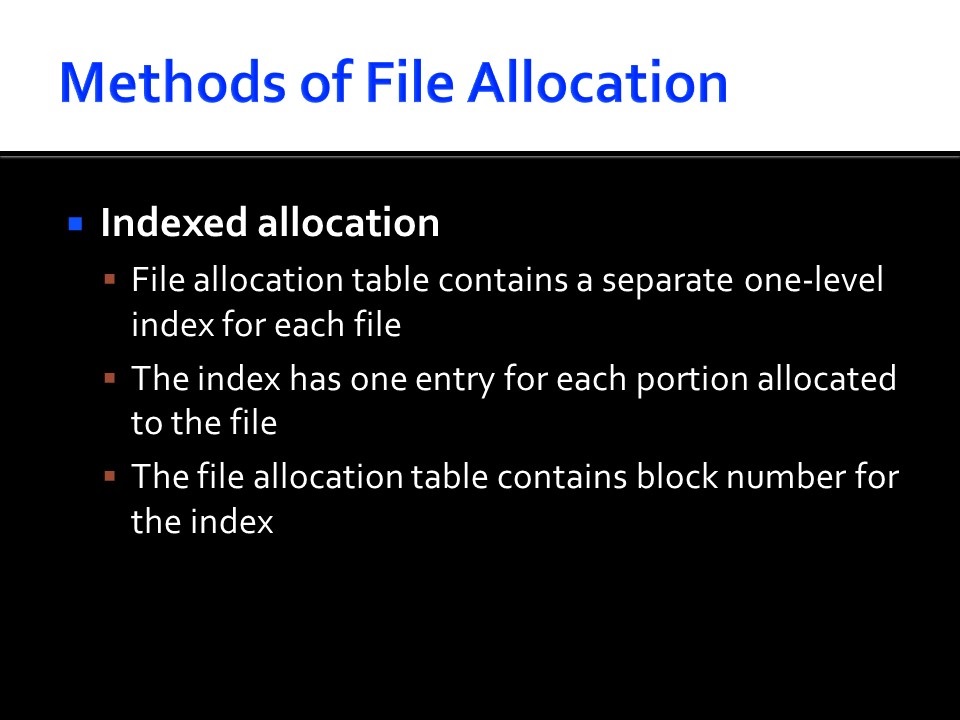 Methods of File Allocation
Indexed allocation
File allocation table contains a separate one-level
index for each file
The index has one entry for each portion allocated
to the file
The file allocation table contains block number for
the index